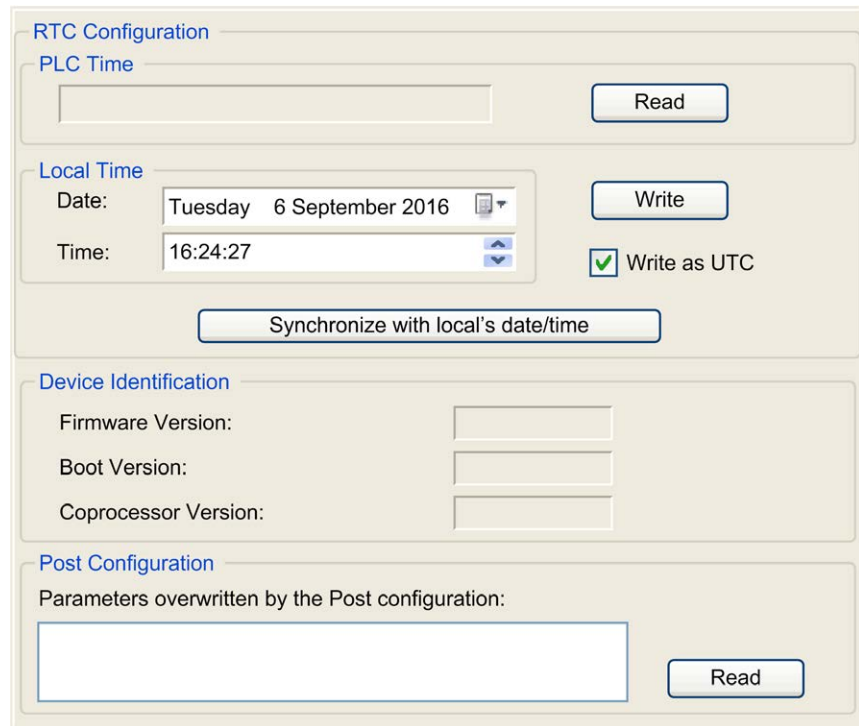 RTC Configuration
PLC Time
Read
Local Time
Date: Tuesday 6 September 2016
Write
Time: 16:24:27
Write as UTC
Synchronize with local's date/time
Device Identification
Firmware Version:
Boot Version:
Coprocessor Version:
Post Configuration
Parameters overwritten by the Post configuration:
Read